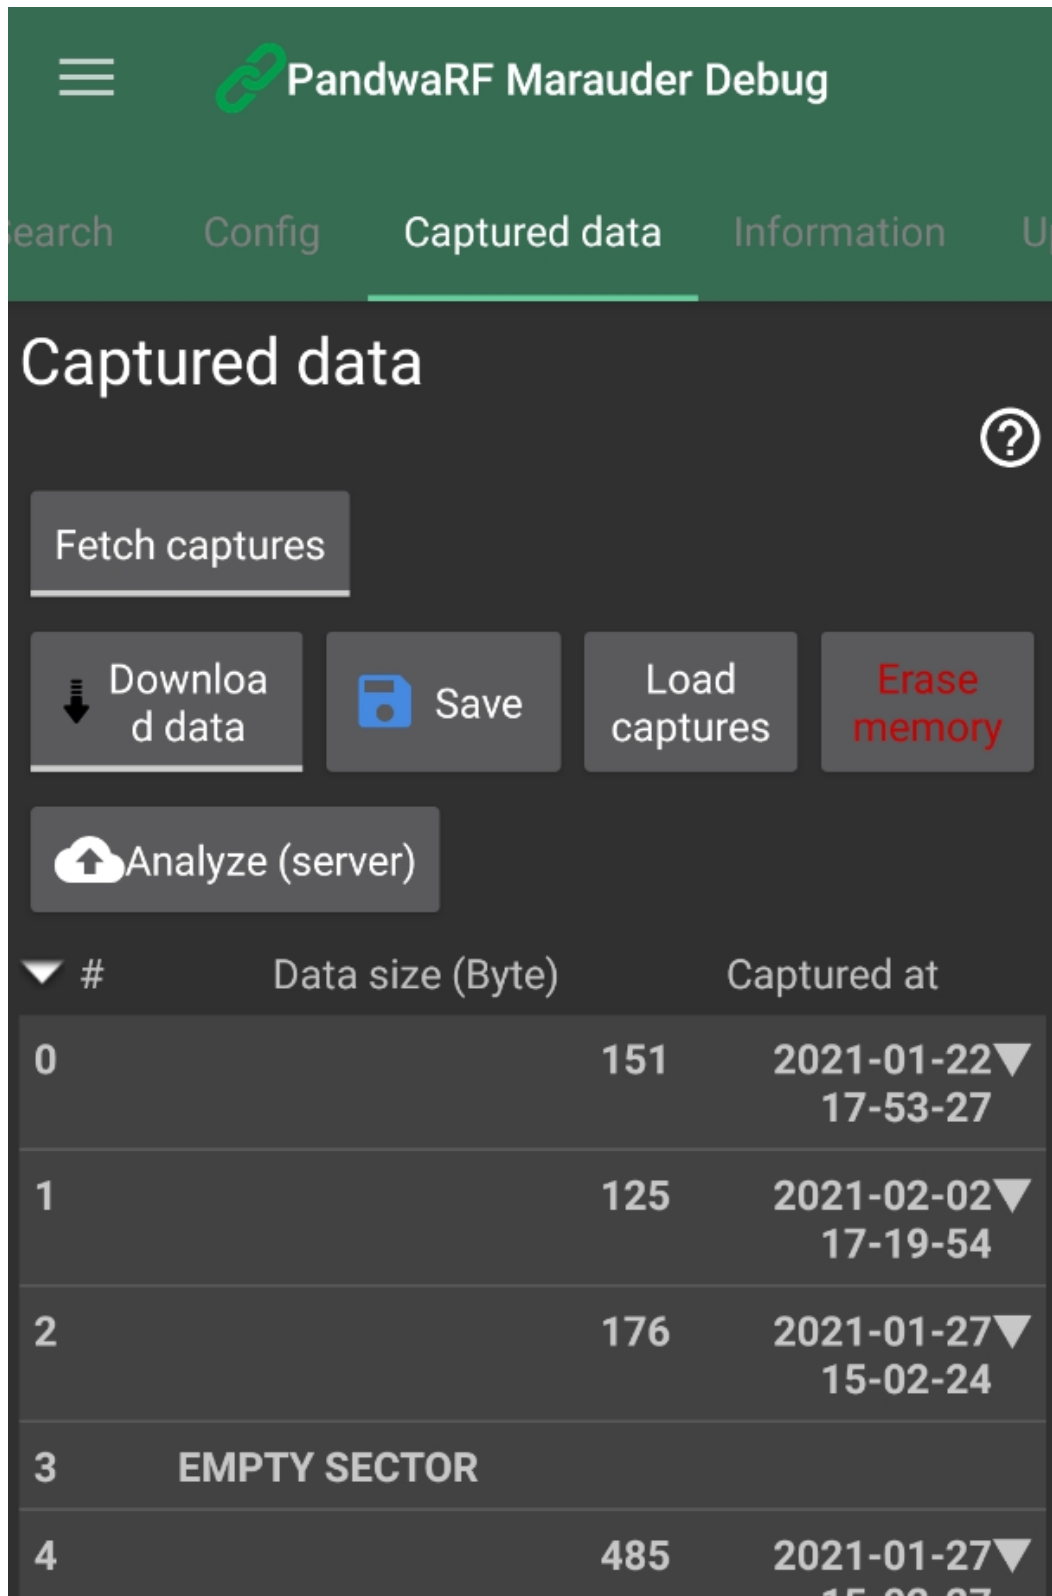 PandwaRF Marauder Debug
Search Config Captured data Information
Captured data
Fetch captures
Downloa
d data
Save
Load
captures
Erase
memory
Analyze (server)
# Data size (Byte) Captured at
0 151 2021-01-22
17-53-27
1 125 2021-02-02
17-19-54
2 176 2021-01-27
15-02-24
3 EMPTY SECTOR
4 485 2021-01-27